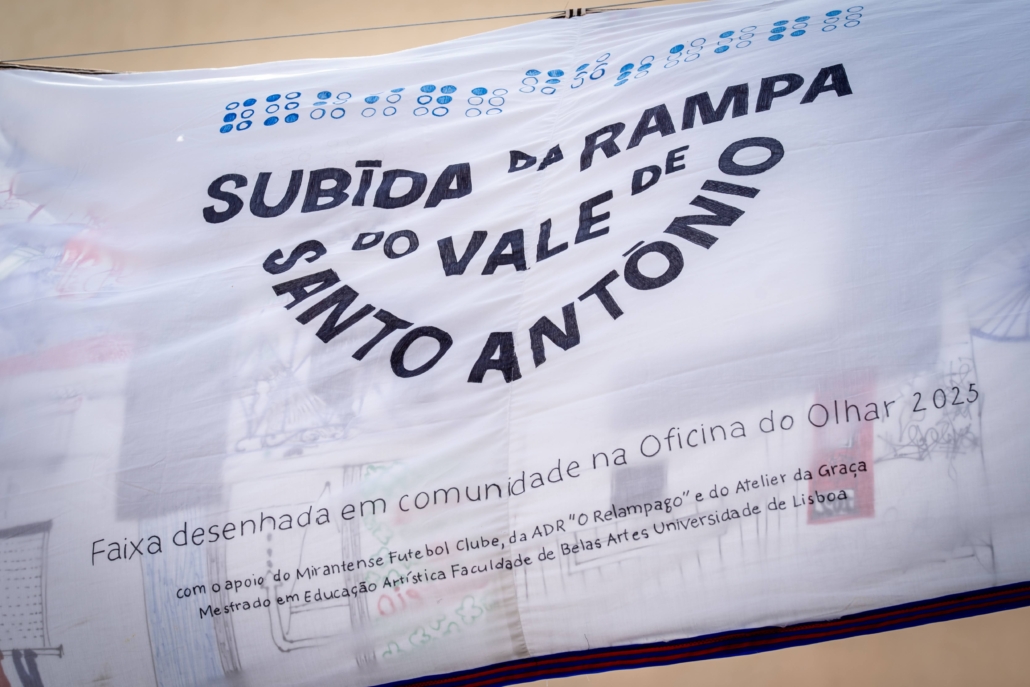 SUBĪDA DA RAMPA
DO VALE DE
SANTO ANTÓNIO
Faixa desenhada em comunidade na Oficina do Olhar 2025
com o apoio do Mirantense Futebol Clube, da ADR "O Relampago" e do Atelier da Graça
Mestrado em Educação Artística Faculdade de Belas Artes Universidade de Lisboa